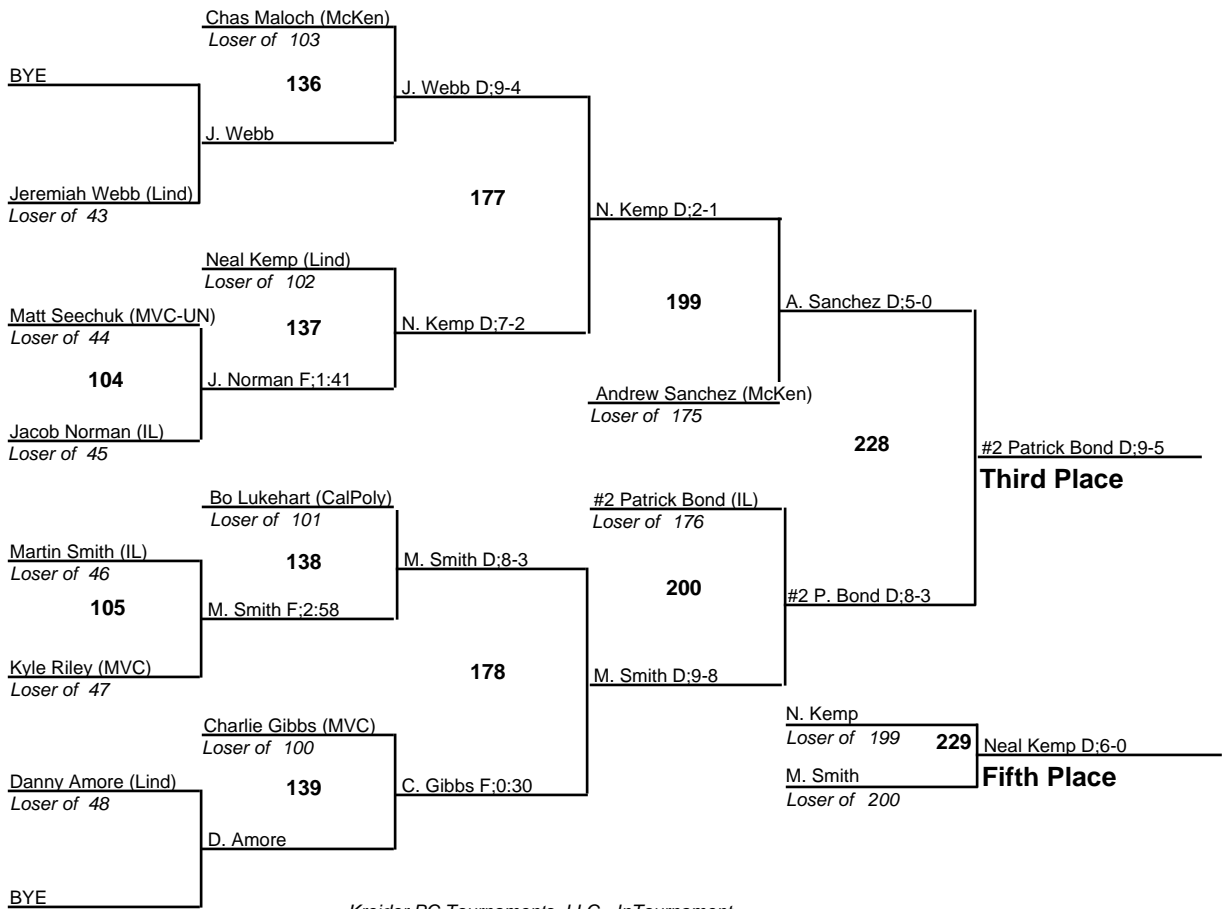 Chas Maloch (McKen)
Loser of 103
BYE
136
J. Webb D;9-4
J. Webb
Jeremiah Webb (Lind)
Loser of 43
177
N. Kemp D;2-1
Neal Kemp (Lind)
Loser of 102
199
A. Sanchez D;5-0
Matt Seechuk (MVC-UN)
Loser of 44
137
N. Kemp D;7-2
104
J. Norman F;1:41
Andrew Sanchez (McKen)
Loser of 175
Jacob Norman (IL)
Loser of 45
228
#2 Patrick Bond D;9-5
Third Place
Bo Lukehart (CalPoly)
Loser of 101
#2 Patrick Bond (IL)
Loser of 176
Martin Smith (IL)
Loser of 46
138
M. Smith D;8-3
200
#2 P. Bond D;8-3
105
M. Smith F;2:58
Kyle Riley (MVC)
Loser of 47
178
M. Smith D;9-8
Charlie Gibbs (MVC)
Loser of 100
N. Kemp
Loser of 199
229
Neal Kemp D;6-0
Fifth Place
M. Smith
Loser of 200
Danny Amore (Lind)
Loser of 48
139
C. Gibbs F;0:30
D. Amore
BYE